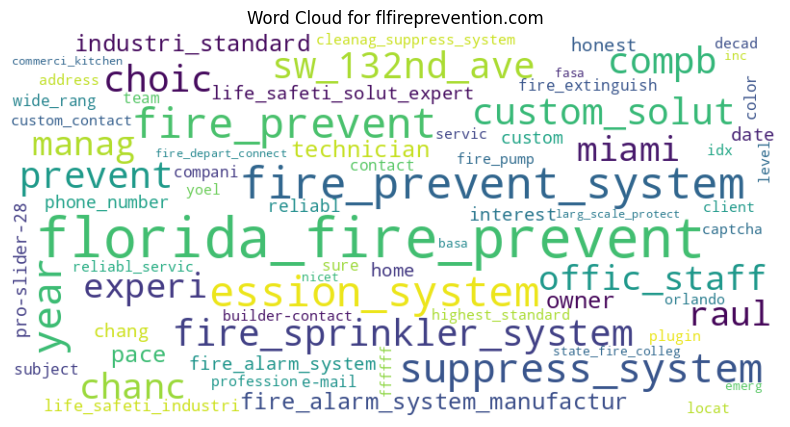 Word Cloud for flfireprevention.com
industri_standard cleanag_suppress_system honest decad
commerci_kitchen sw_132nd_ave compb inc
address choic life_safeti_solut_expert fasa fire_extinguish color
wide_rang team fire_prevent custom_solut
custom_contact servic custom miami date
manag fire_depart_connect technician fire_pump idx level
prevent compani contact
yoel fire_prevent_system
phone_number reliabl interest larg_scale_protect client
florida_fire_prevent captcha
pro-slider-28 year basa
reliabl_servic sure home offic_staff
experi nicet ession_system owner orlando
builder-contact highest_standard raul
chang fire_sprinkler_system plugin
pace state_fire_colleg
subject fire_alarm_system suppress_system
chanc profession e-mail ffffff emerg
life_safeti_industri fire_alarm_system_manufactur locat